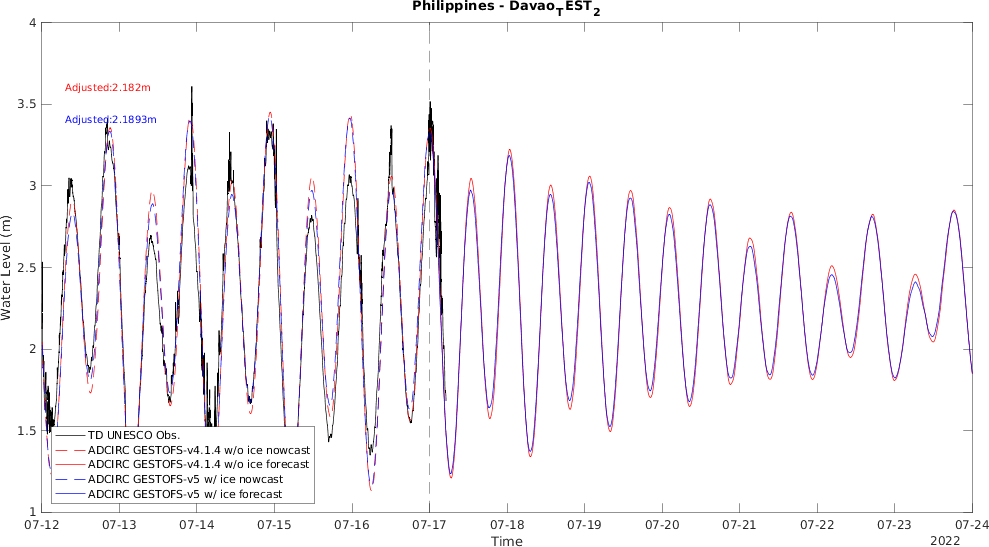 Philippines - Davao_TEST_2
4
3.5
3
2.5
2
1.5
1
Water Level (m)
Adjusted:2.182m
Adjusted:2.1893m
TD UNESCO Obs.
ADCIRC GESTOFS-v4.1.4 w/o ice nowcast
ADCIRC GESTOFS-v4.1.4 w/o ice forecast
ADCIRC GESTOFS-v5 w/ ice nowcast
ADCIRC GESTOFS-v5 w/ ice forecast
07-12 07-13 07-14 07-15 07-16 07-17 07-18 07-19 07-20 07-21 07-22 07-23 07-24
Time
2022